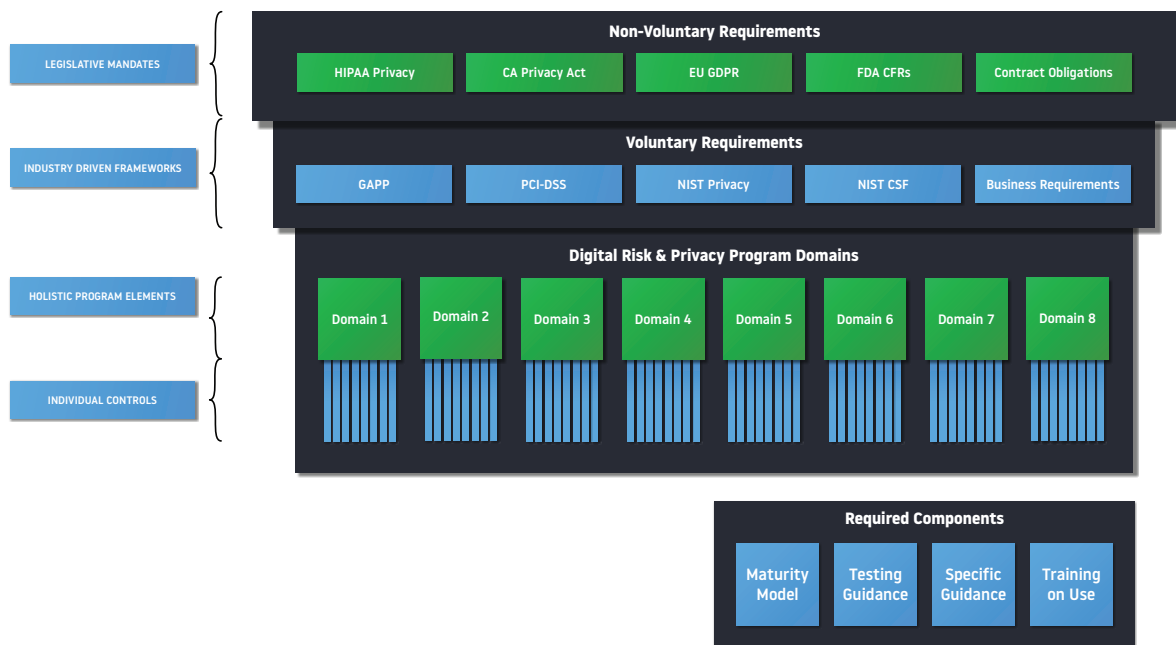 Non-Voluntary Requirements
LEGISLATIVE MANDATES
HIPAA Privacy
CA Privacy Act
EU GDPR
FDA CFRs
Contract Obligations
Voluntary Requirements
INDUSTRY DRIVEN FRAMEWORKS
GAPP
PCI-DSS
NIST Privacy
NIST CSF
Business Requirements
Digital Risk & Privacy Program Domains
HOLISTIC PROGRAM ELEMENTS
Domain 1
Domain 2
Domain 3
Domain 4
Domain 5
Domain 6
Domain 7
Domain 8
INDIVIDUAL CONTROLS
Required Components
Maturity
Model
Testing
Guidance
Specific
Guidance
Training
on Use